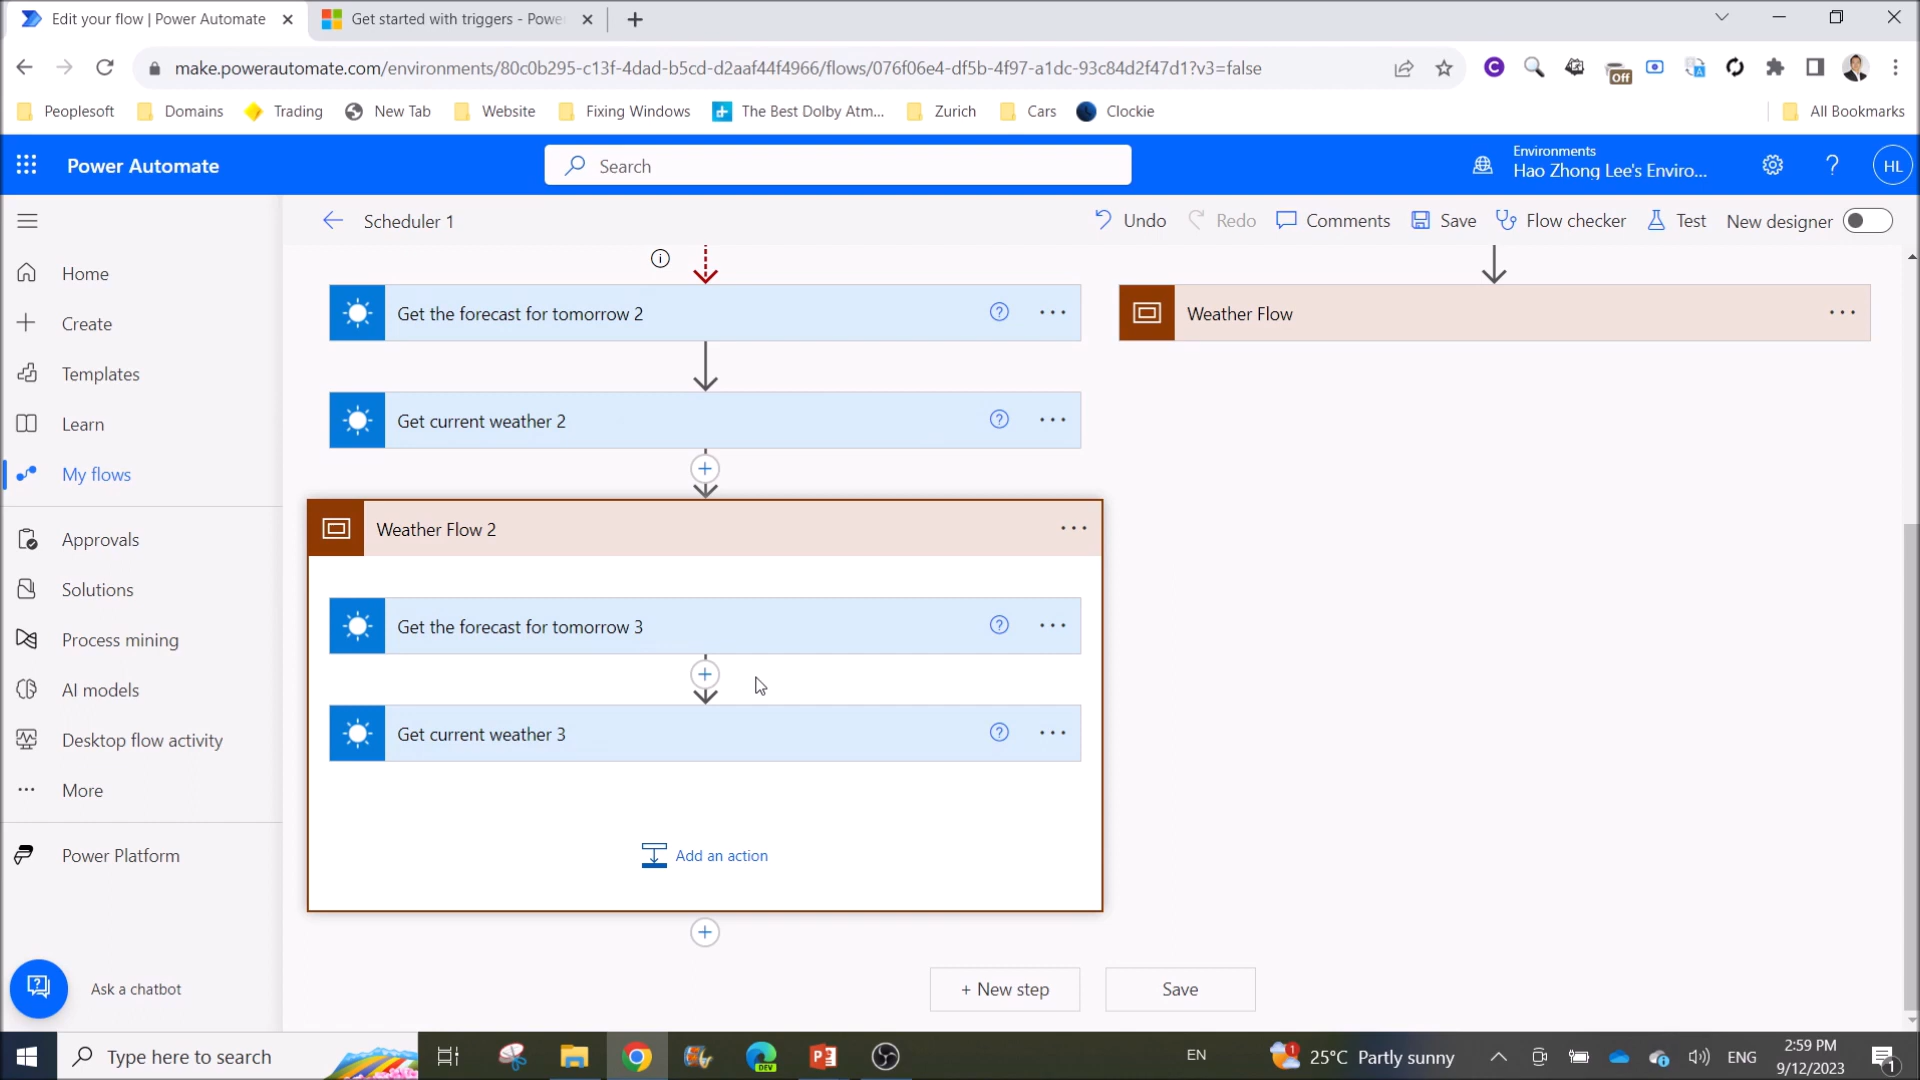 Edit your flow | Power Automate
Get started with triggers - Powe
make.powerautomate.com/environments/80c0b295-c13f-4dad-b5cd-d2aaf44f4966/flows/076f06e4-df5b-4f97-a1dc-93c84d2f47d1?v3=false
Off
Peoplesoft
Domains
Trading
New Tab
Website
Fixing Windows
The Best Dolby Atm...
Zurich
Cars
Clockie
All Bookmarks
Power Automate
Search
Environments
Hao Zhong Lee's Enviro...
HL
Scheduler 1
Undo
Redo
Comments
Save
Flow checker
Test
New designer
Home
Create
Templates
Learn
My flows
Approvals
Solutions
Process mining
AI models
Desktop flow activity
More
Power Platform
Ask a chatbot
Get the forecast for tomorrow 2
Weather Flow
Get current weather 2
Weather Flow 2
Get the forecast for tomorrow 3
Get current weather 3
Add an action
+ New step
Save
Type here to search
DEV
EN
1
25°C Partly sunny
ENG
2:59 PM
9/12/2023
1